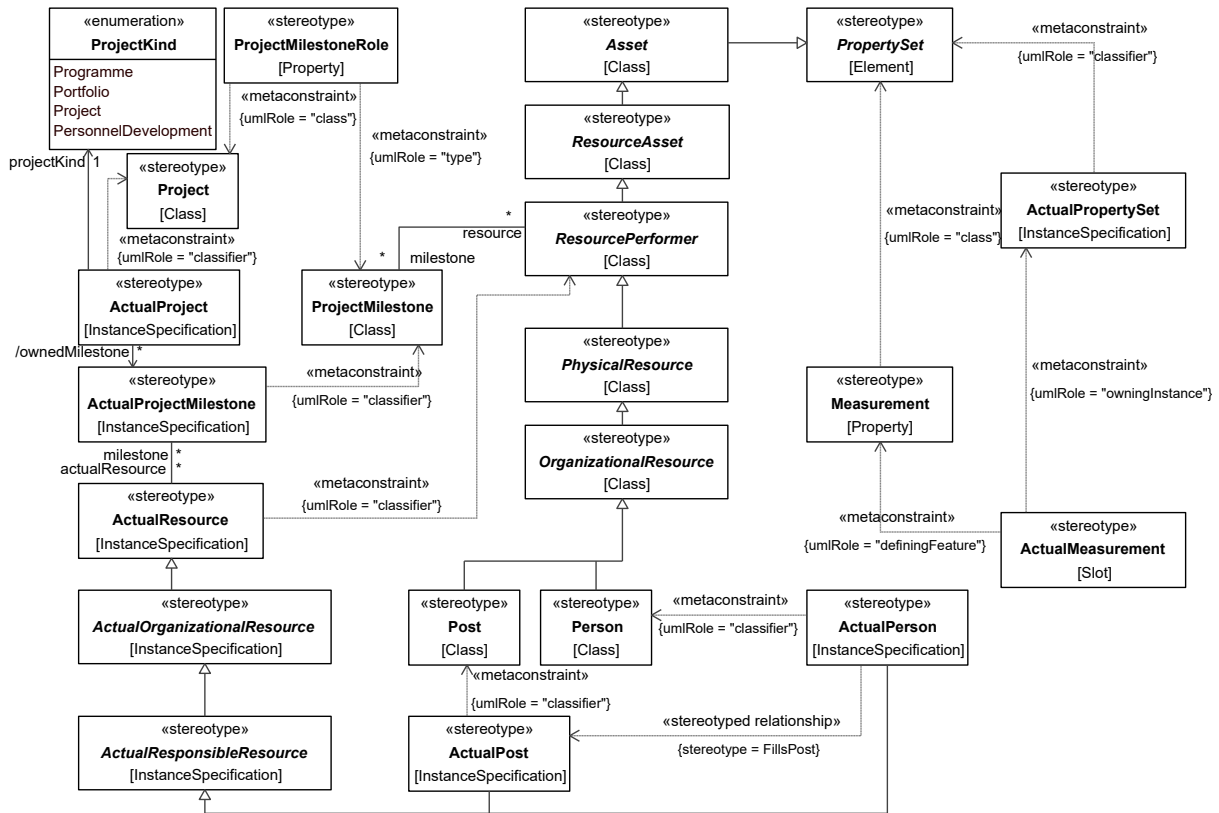 «enumeration»
ProjectKind
Programme
Portfolio
Project
PersonnelDevelopment
«stereotype»
ProjectMilestoneRole
[Property]
«stereotype»
Asset
[Class]
«stereotype»
PropertySet
[Element]
«metaconstraint»
{umlRole = "classifier"}
«metaconstraint»
{umlRole = "class"}
«metaconstraint»
{umlRole = "type"}
«stereotype»
ResourceAsset
[Class]
projectKind 1
«stereotype»
Project
[Class]
«stereotype»
ActualPropertySet
[InstanceSpecification]
«stereotype»
ResourcePerformer
[Class]
*
resource
* milestone
«metaconstraint»
{umlRole = "class"}
«metaconstraint»
{umlRole = "classifier"}
«stereotype»
ActualProject
[InstanceSpecification]
«stereotype»
ProjectMilestone
[Class]
/ownedMilestone *
«stereotype»
PhysicalResource
[Class]
«stereotype»
ActualProjectMilestone
[InstanceSpecification]
«metaconstraint»
{umlRole = "classifier"}
«stereotype»
Measurement
[Property]
«metaconstraint»
{umlRole = "owningInstance"}
«stereotype»
OrganizationalResource
[Class]
milestone *
actualResource *
«stereotype»
ActualResource
[InstanceSpecification]
«metaconstraint»
{umlRole = "classifier"}
«metaconstraint»
{umlRole = "definingFeature"}
«stereotype»
ActualMeasurement
[Slot]
«stereotype»
ActualOrganizationalResource
[InstanceSpecification]
«stereotype»
Post
[Class]
«stereotype»
Person
[Class]
«metaconstraint»
{umlRole = "classifier"}
«stereotype»
ActualPerson
[InstanceSpecification]
«metaconstraint»
{umlRole = "classifier"}
«stereotype»
ActualResponsibleResource
[InstanceSpecification]
«stereotype»
ActualPost
[InstanceSpecification]
«stereotyped relationship»
{stereotype = FillsPost}